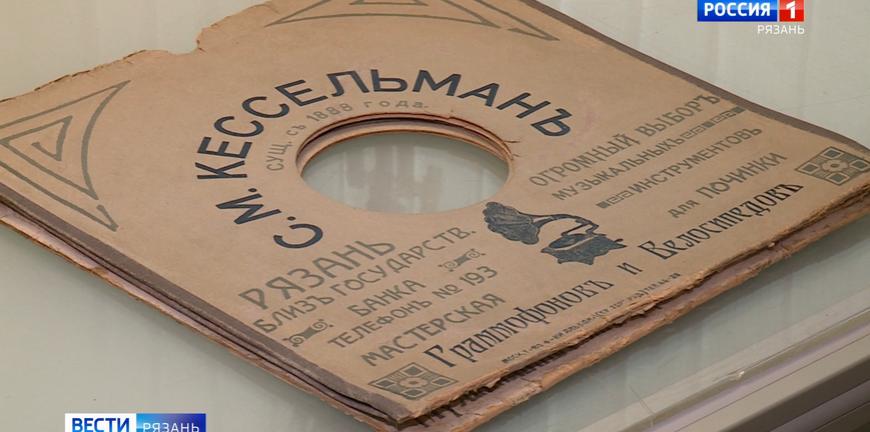 РОССИЯ 1
РЯЗАНЬ
С. М. КЕССЕЛЬМАНЪ
СУЩ. СЪ 1888 ГОДА.
РЯЗАНЬ
БЛИЗЪ ГОСУДАРСТВ.
БАНКА
ТЕЛЕФОНЪ № 193
МАСТЕРСКАЯ
ОГРОМНЫЙ ВЫБОРЪ
МУЗЫКАЛЬНЫХЪ
ИНСТРУМЕНТОВЪ
для ПОЧИНКИ
Граммофоновъ и Велосипедовъ
ВЕСТИ РЯЗАНЬ